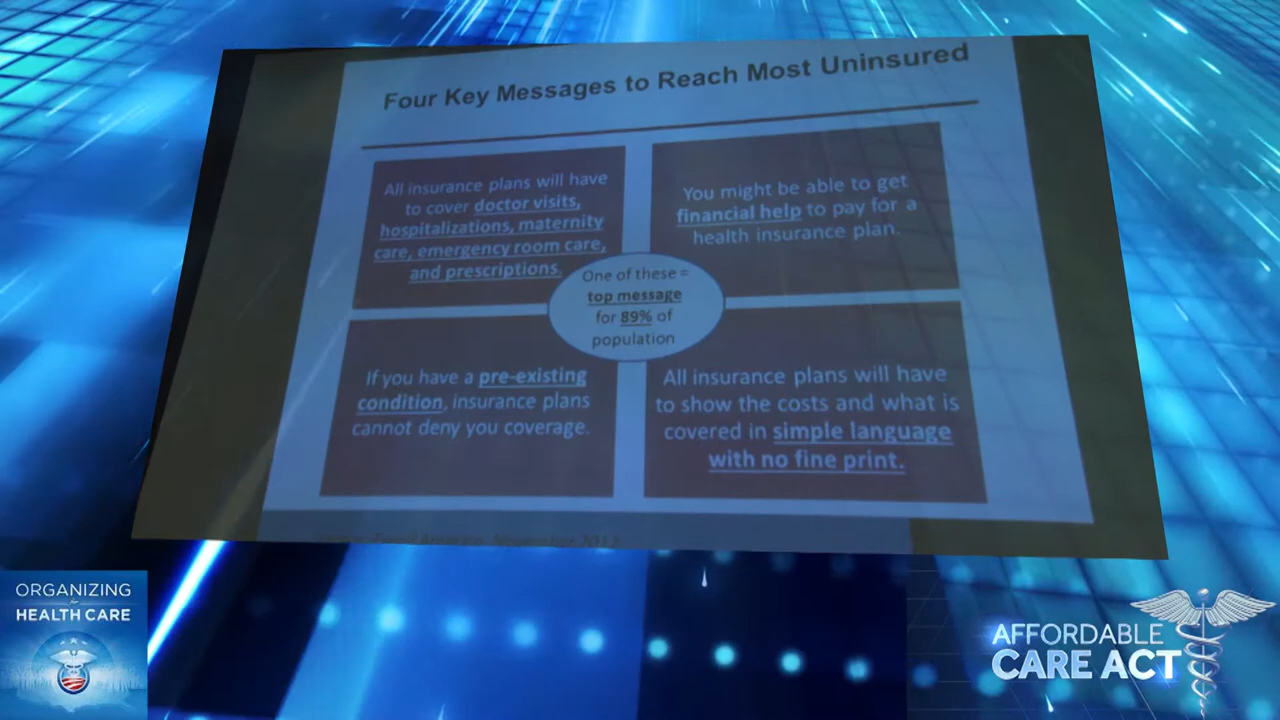 Four Key Messages to Reach Most Uninsured
All insurance plans will have
to cover doctor visits,
hospitalizations, maternity
care, emergency room care,
and prescriptions.
You might be able to get
financial help to pay for a
health insurance plan.
One of these =
top message
for 89% of
population
If you have a pre-existing
condition, insurance plans
cannot deny you coverage.
All insurance plans will have
to show the costs and what is
covered in simple language
with no fine print.
November 2012
ORGANIZING
for
HEALTH CARE
AFFORDABLE
CARE ACT